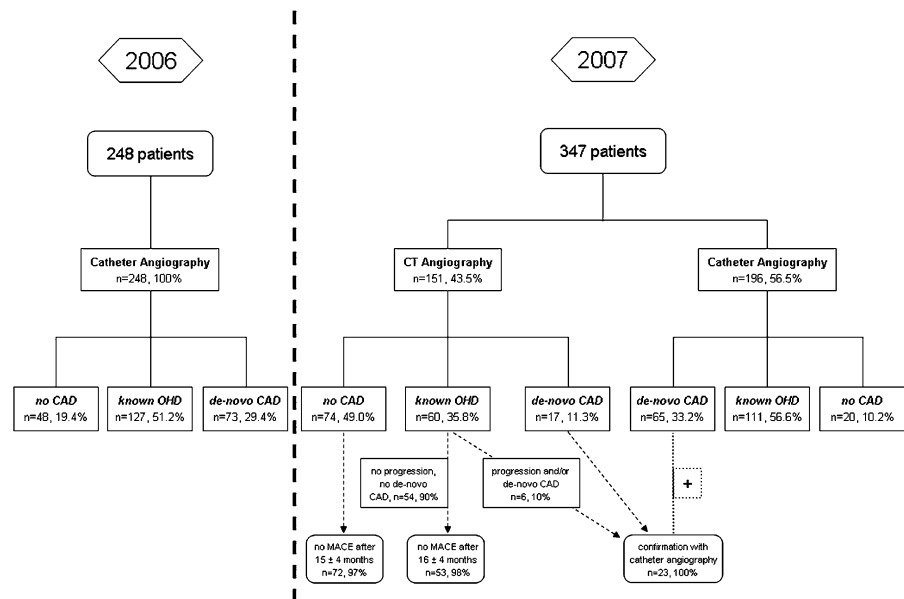 2006
2007
248 patients
347 patients
Catheter Angiography
n=248, 100%
CT Angiography
n=151, 43.5%
Catheter Angiography
n=196, 56.5%
no CAD
n=48, 19.4%
known OHD
n=127, 51.2%
de-novo CAD
n=73, 29.4%
no CAD
n=74, 49.0%
known OHD
n=60, 35.8%
de-novo CAD
n=17, 11.3%
de-novo CAD
n=65, 33.2%
known OHD
n=111, 56.6%
no CAD
n=20, 10.2%
no progression,
no de-novo
CAD, n=54, 90%
progression and/or
de-novo CAD
n=6, 10%
+
no MACE after
15 ± 4 months
n=72, 97%
no MACE after
16 ± 4 months
n=53, 98%
confirmation with
catheter angiography
n=23, 100%